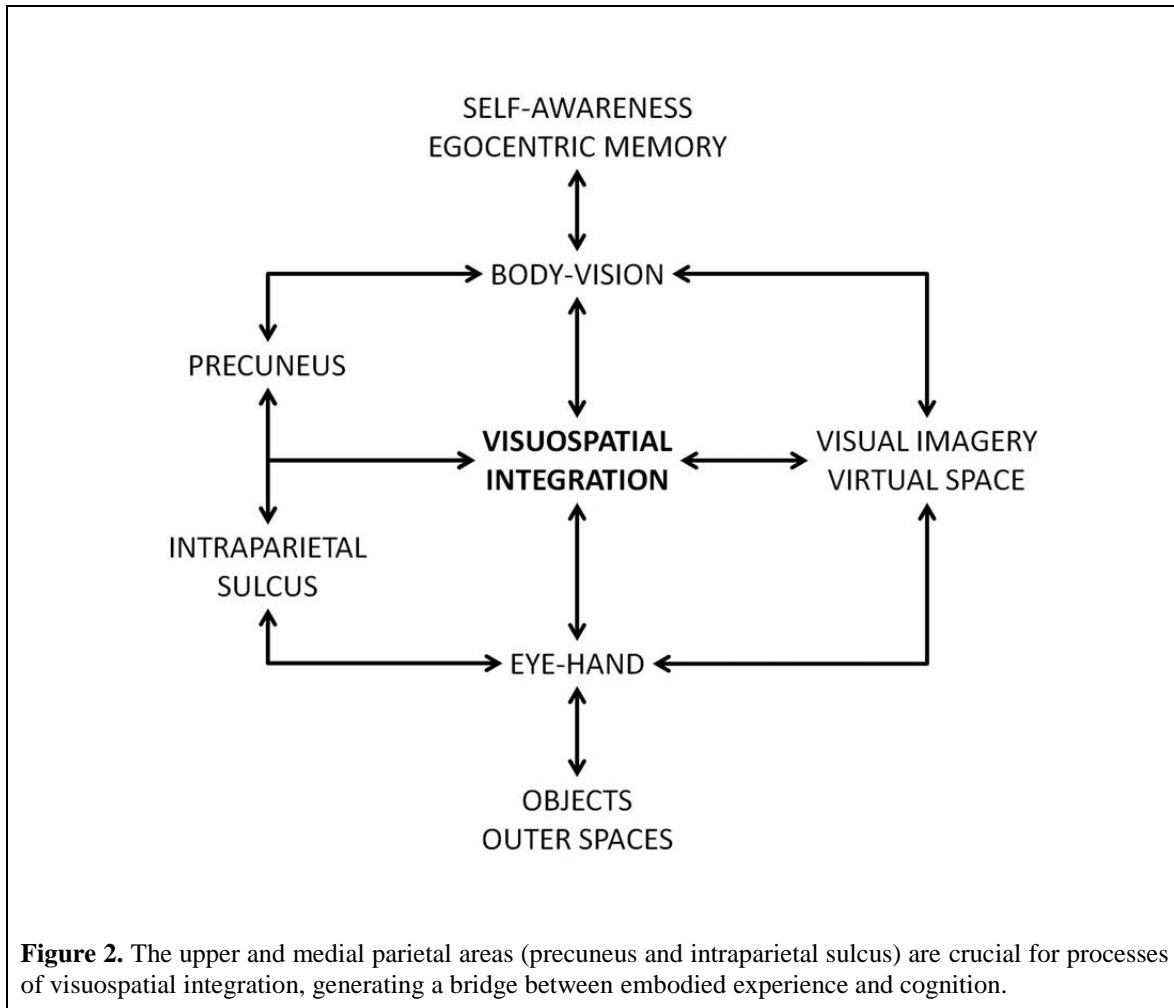 SELF-AWARENESS
EGOCENTRIC MEMORY
BODY-VISION
PRECUNEUS
VISUOSPATIAL
INTEGRATION
VISUAL IMAGERY
VIRTUAL SPACE
INTRAPARIETAL
SULCUS
EYE-HAND
OBJECTS
OUTER SPACES
Figure 2. The upper and medial parietal areas (precuneus and intraparietal sulcus) are crucial for processes
of visuospatial integration, generating a bridge between embodied experience and cognition.